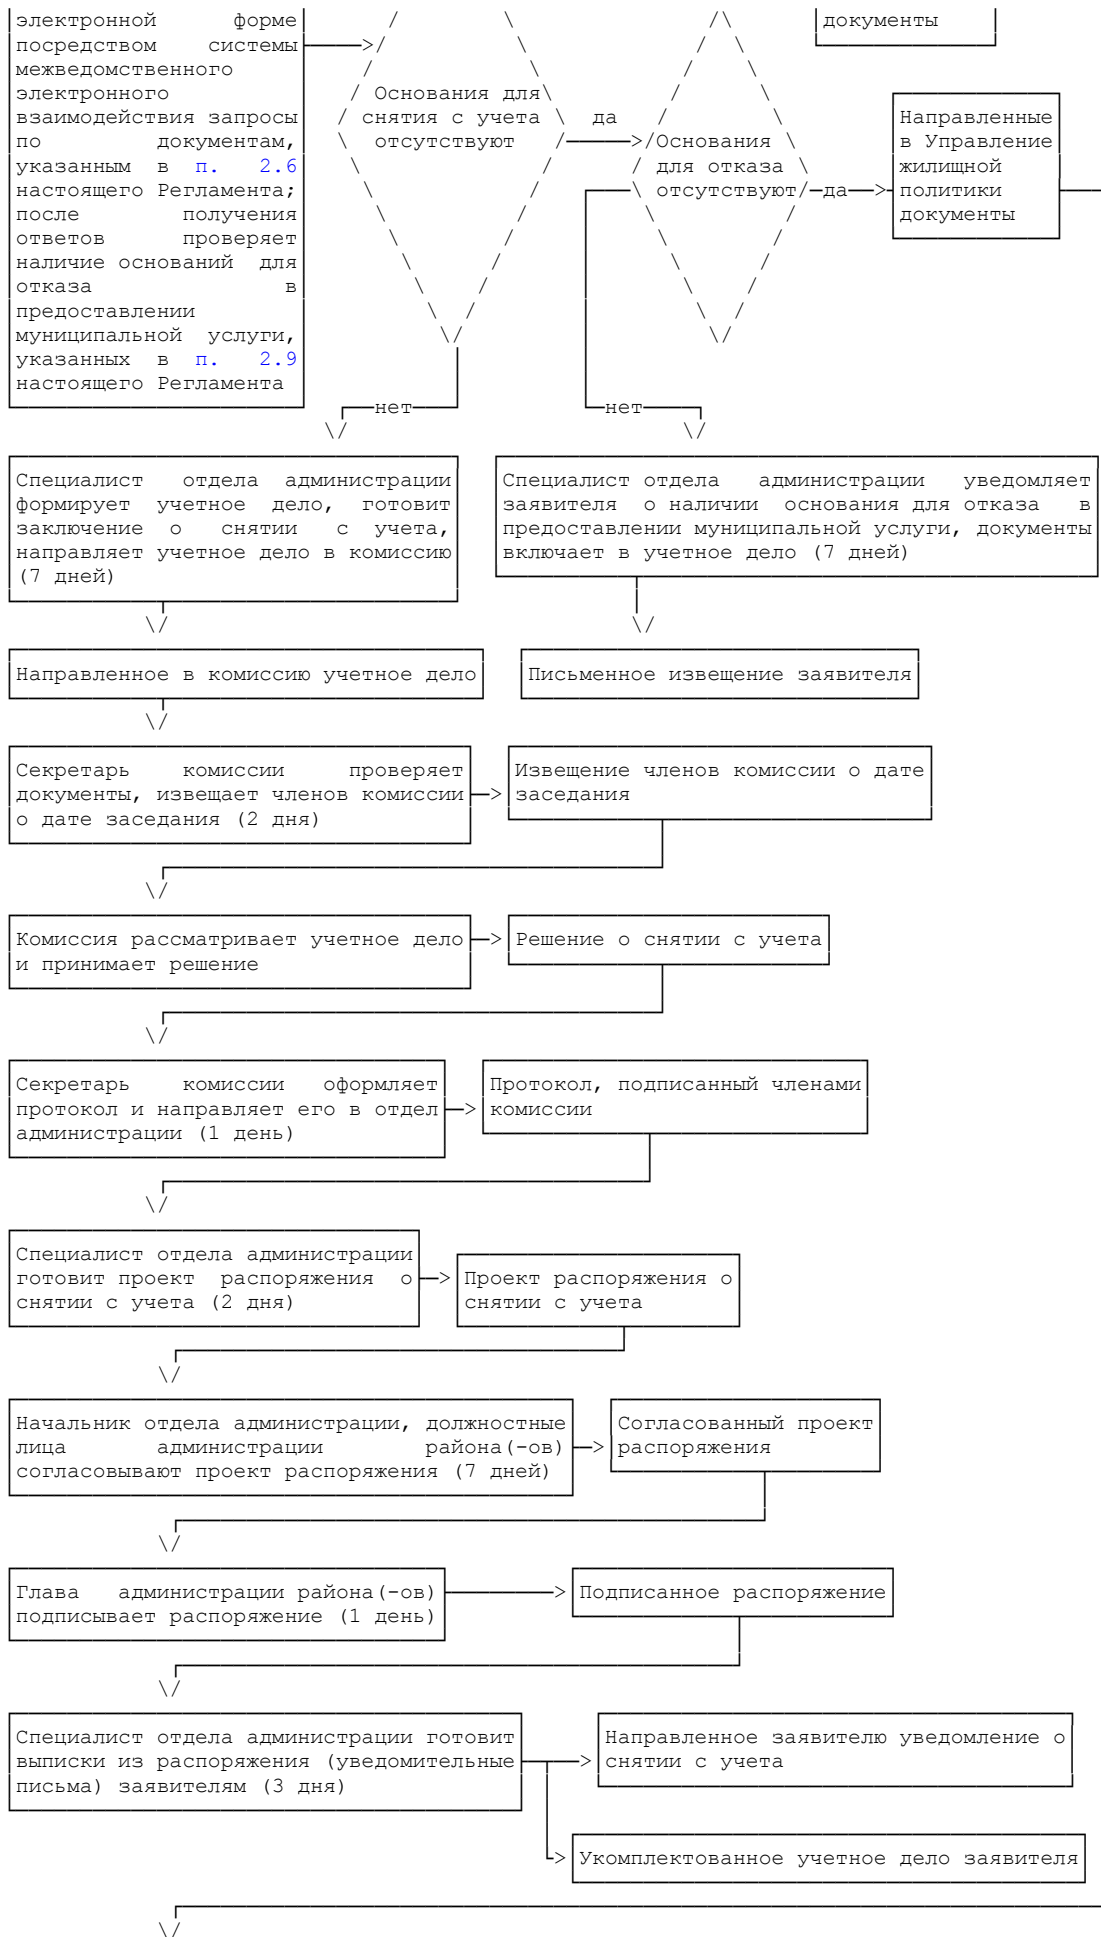 электронной форме
посредством системы
межведомственного
электронного
взаимодействия запросы
по документам,
указанным в п. 2.6
настоящего Регламента;
после получения
ответов проверяет
наличие оснований для
отказа в
предоставлении
муниципальной услуги,
указанных в п. 2.9
настоящего Регламента
Основания для
снятия с учета
отсутствуют
да
нет
Основания
для отказа
отсутствуют
да
нет
документы
Направленные
в Управление
жилищной
политики
документы
Специалист отдела администрации
формирует учетное дело, готовит
заключение о снятии с учета,
направляет учетное дело в комиссию
(7 дней)
Специалист отдела администрации уведомляет
заявителя о наличии основания для отказа в
предоставлении муниципальной услуги, документы
включает в учетное дело (7 дней)
Направленное в комиссию учетное дело
Письменное извещение заявителя
Секретарь комиссии проверяет
документы, извещает членов комиссии
о дате заседания (2 дня)
Извещение членов комиссии о дате
заседания
Комиссия рассматривает учетное дело
и принимает решение
Решение о снятии с учета
Секретарь комиссии оформляет
протокол и направляет его в отдел
администрации (1 день)
Протокол, подписанный членами
комиссии
Специалист отдела администрации
готовит проект распоряжения о
снятии с учета (2 дня)
Проект распоряжения о
снятии с учета
Начальник отдела администрации, должностные
лица администрации района(-ов)
согласовывают проект распоряжения (7 дней)
Согласованный проект
распоряжения
Глава администрации района(-ов)
подписывает распоряжение (1 день)
Подписанное распоряжение
Специалист отдела администрации готовит
выписки из распоряжения (уведомительные
письма) заявителям (3 дня)
Направленное заявителю уведомление о
снятии с учета
Укомплектованное учетное дело заявителя